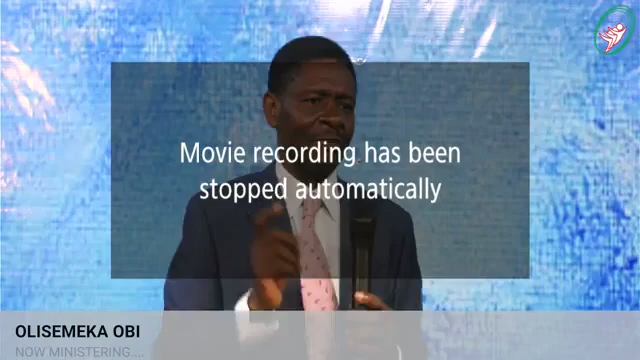 Movie recording has been
stopped automatically
OLISEMEKA OBI
NOW MINISTERING....